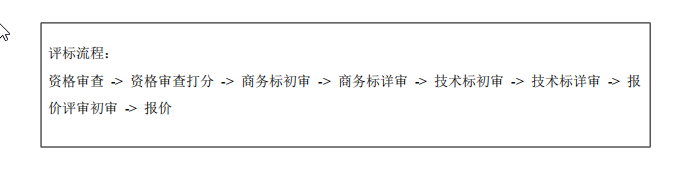 评标流程：
资格审查 -> 资格审查打分 -> 商务标初审 -> 商务标详审 -> 技术标初审 -> 技术标详审 -> 报
价评审初审 -> 报价